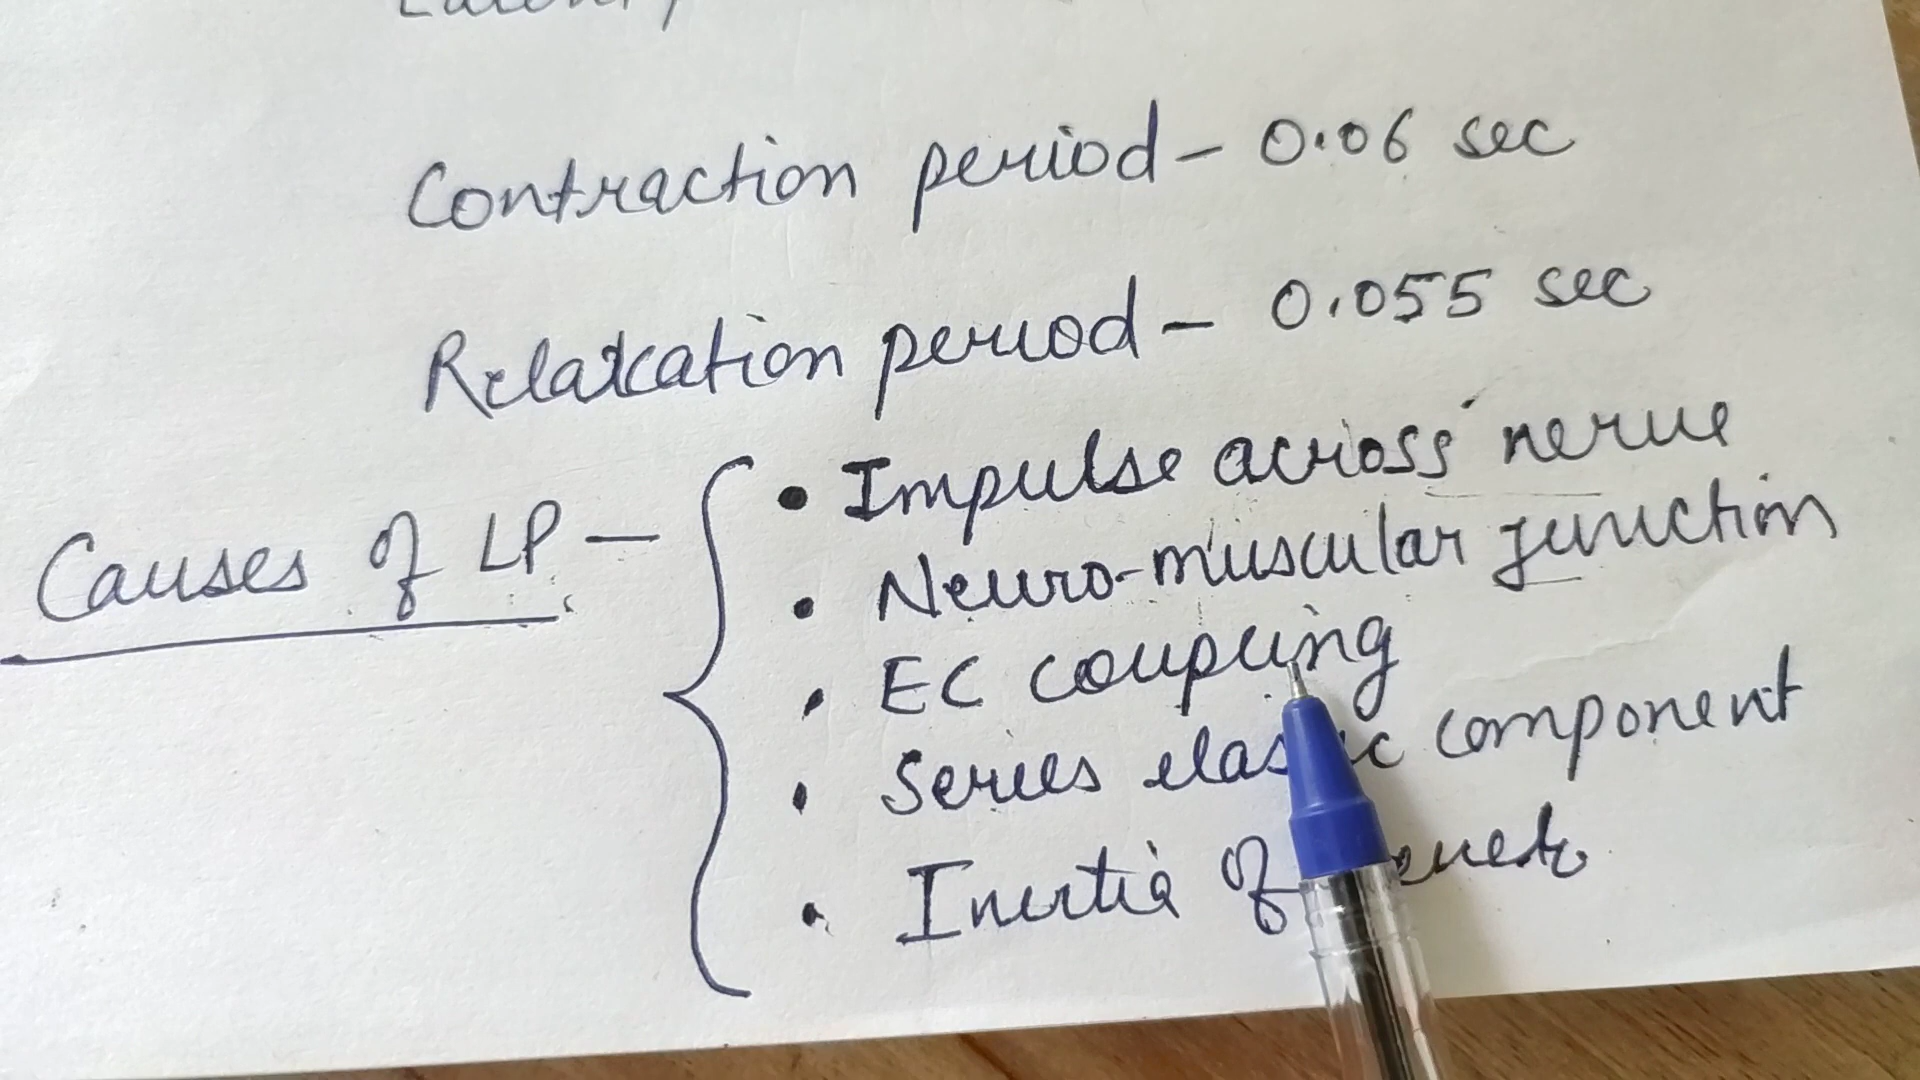 Contraction period - 0.06 sec
Relaxation period - 0.055 sec
Causes of LP -
• Impulse across nerve
• Neuro-muscular junction
• EC coupling
• Series elastic component
• Inertia of